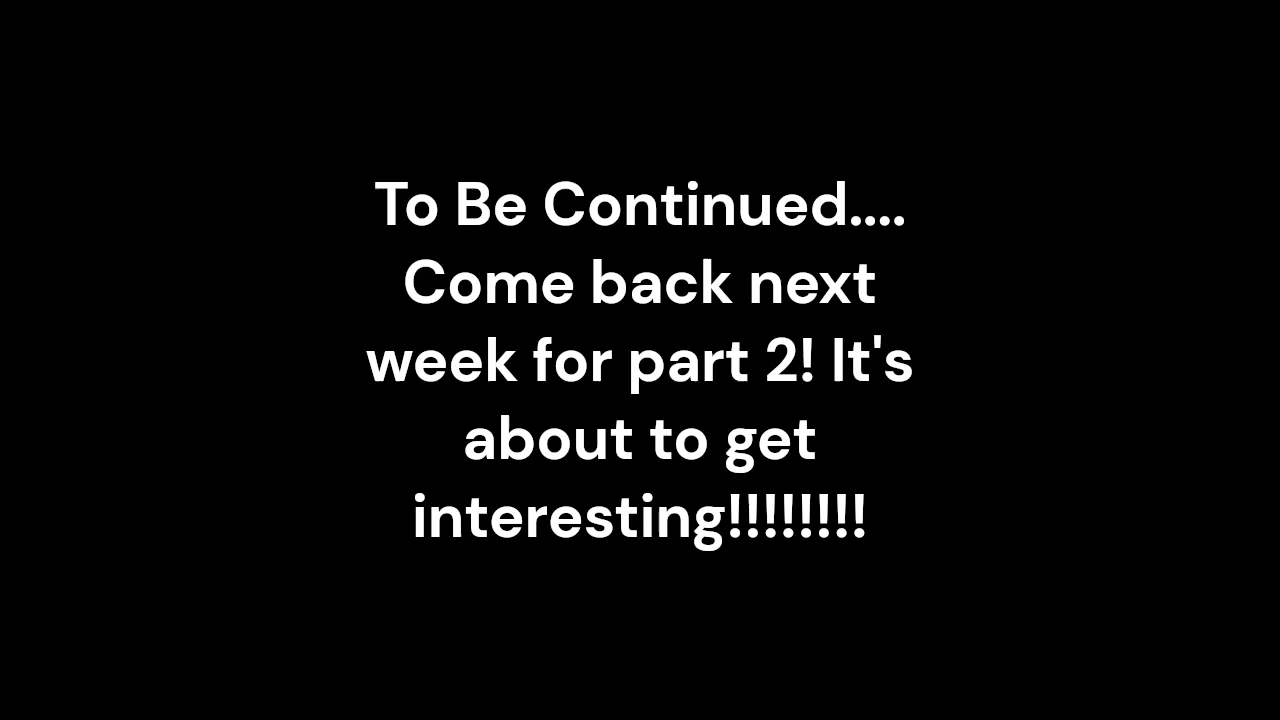 To Be Continued....
Come back next
week for part 2! It's
about to get
interesting!!!!!!!!